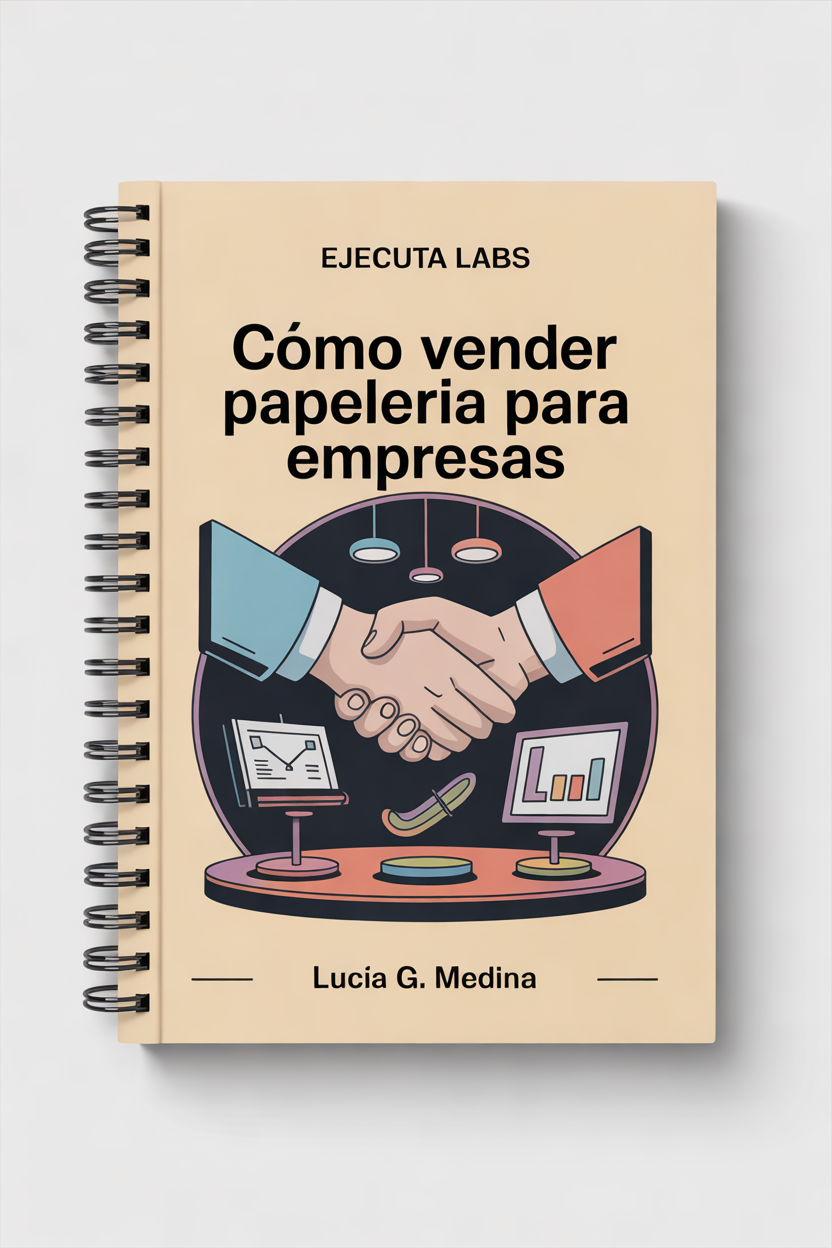 EJECUTA LABS
Cómo vender
papeleria para
empresas
Lucia G. Medina